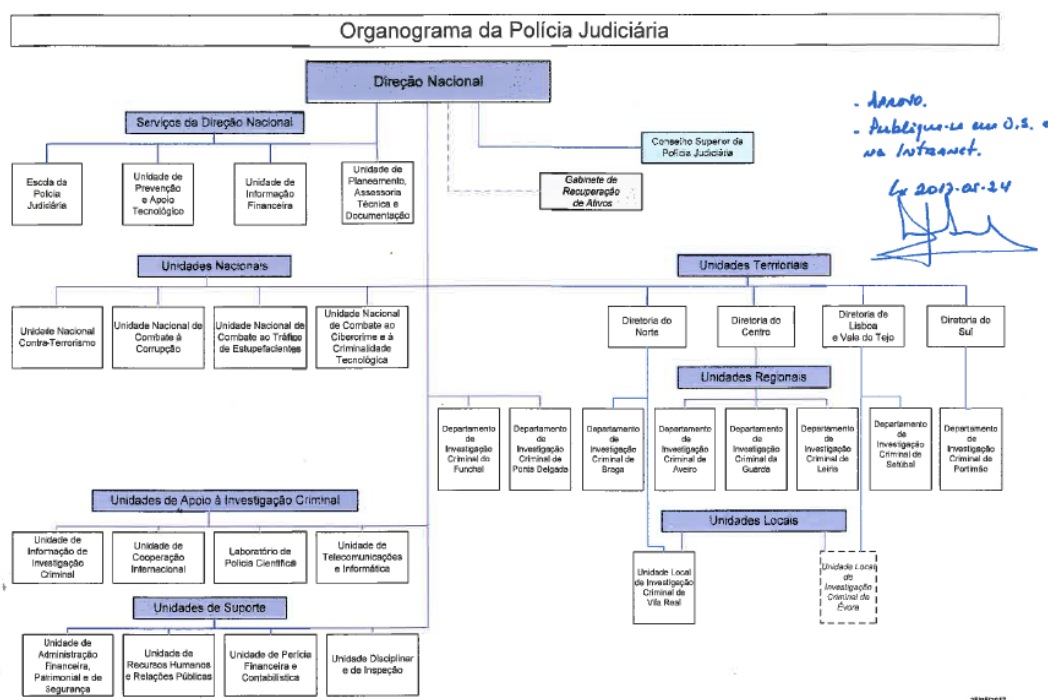 Organograma da Polícia Judiciária
Direção Nacional
- Aprovo.
- Publique-se em O.S. e
na Intranet.
2017-05-24
Serviços da Direção Nacional
Conselho Superior da
Polícia Judiciária
Escola da
Polícia
Judiciária
Unidade de
Prevenção
e Apoio
Tecnológico
Unidade de
Informação
Financeira
Unidade de
Planeamento,
Assessoria
Técnica e
Documentação
Gabinete de
Recuperação
de Ativos
Unidades Nacionais
Unidades Territoriais
Unidade Nacional
Contra-Terrorismo
Unidade Nacional de
Combate à
Corrupção
Unidade Nacional de
Combate ao Tráfico
de Estupefacientes
Unidade Nacional
de Combate ao
Cibercrime e à
Criminalidade
Tecnológica
Diretoria do
Norte
Diretoria do
Centro
Diretoria de
Lisboa
e Vale do Tejo
Diretoria do
Sul
Unidades Regionais
Departamento
de
Investigação
Criminal do
Funchal
Departamento
de
Investigação
Criminal de
Ponta Delgada
Departamento
de
Investigação
Criminal de
Braga
Departamento
de
Investigação
Criminal de
Aveiro
Departamento
de
Investigação
Criminal da
Guarda
Departamento
de
Investigação
Criminal de
Leiria
Departamento
de
Investigação
Criminal de
Setúbal
Departamento
de
Investigação
Criminal de
Portimão
Unidades de Apoio à Investigação Criminal
Unidades Locais
Unidade de
Informação de
Investigação
Criminal
Unidade de
Cooperação
Internacional
Laboratório de
Polícia Científica
Unidade de
Telecomunicações
e Informática
Unidade Local
de Investigação
Criminal de
Vila Real
Unidade Local
de
Investigação
Criminal de
Évora
Unidades de Suporte
Unidade de
Administração
Financeira,
Patrimonial e de
Segurança
Unidade de
Recursos Humanos
e Relações Públicas
Unidade de Perícia
Financeira e
Contabilística
Unidade Disciplinar
e de Inspeção